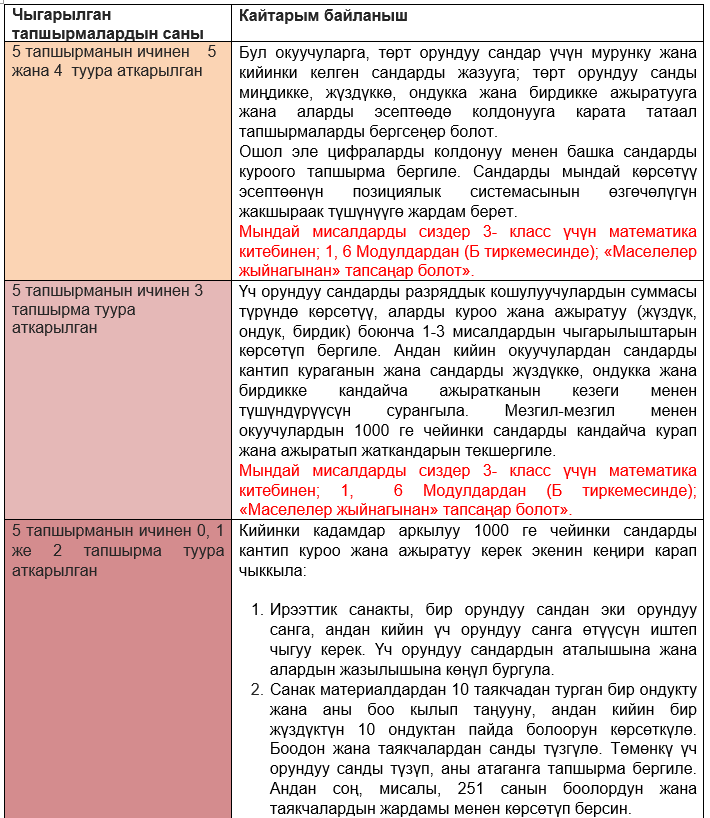 Чыгарылган
тапшырмалардын саны
Кайтарым байланыш
5 тапшырманын ичинен 5
жана 4 туура аткарылган
Бул окуучуларга, төрт орундуу сандар үчүн мурунку жана
кийинки келген сандарды жазууга; төрт орундуу санды
миңдикке, жүздүккө, ондукка жана бирдикке ажыратууга
жана аларды эсептөөдө колдонууга карата татаал
тапшырмаларды бергсеңер болот.
Ошол эле цифраларды колдонуу менен башка сандарды
куроого тапшырма бергиле. Сандарды мындай көрсөтүү
эсептөөнүн позициялык системасынын өзгөчөлүгүн
жакшыраак түшүнүүгө жардам берет.
Мындай мисалдарды сиздер 3- класс үчүн математика
китебинен; 1, 6 Модулдардан (Б тиркемесинде); «Маселелер
жыйнагынан» тапсаңар болот».
5 тапшырманын ичинен 3
тапшырма туура
аткарылган
Үч орундуу сандарды разряддык кошулуучулардын суммасы
түрүндө көрсөтүү, аларды куроо жана ажыратуу (жүздүк,
ондук, бирдик) боюнча 1-3 мисалдардын чыгарылыштарын
көрсөтүп бергиле. Андан кийин окуучулардан сандарды
кантип кураганын жана сандарды жүздүккө, ондукка жана
бирдикке кандайча ажыратканын кезеги менен
түшүндүрүүсүн сурангыла. Мезгил-мезгил менен
окуучулардын 1000 ге чейинки сандарды кандайча курап
жана ажыратып жаткандарын текшергиле.
Мындай мисалдарды сиздер 3- класс үчүн математика
китебинен; 1, 6 Модулдардан (Б тиркемесинде);
«Маселелер жыйнагынан» тапсаңар болот».
5 тапшырманын ичинен 0, 1
же 2 тапшырма туура
аткарылган
Кийинки кадамдар аркылуу 1000 ге чейинки сандарды
кантип куроо жана ажыратуу керек экенин кеңири карап
чыккыла:
1. Ирээттик санакты, бир орундуу сандан эки орундуу
санга, андан кийин үч орундуу санга өтүүсүн иштеп
чыгуу керек. Үч орундуу сандардын аталышына жана
алардын жазылышына көңүл бургула.
2. Санак материалдардан 10 таякчадан турган бир ондукту
жана аны боо кылып таңууну, андан кийин бир
жүздүктүн 10 ондуктан пайда болоорун көрсөткүлө.
Боодон жана таякчалардан санды түзгүлө. Төмөнкү үч
орундуу санды түзүп, аны атаганга тапшырма бергиле.
Андан соң, мисалы, 251 санын боолордун жана
таякчалардын жардамы менен көрсөтүп берсин.